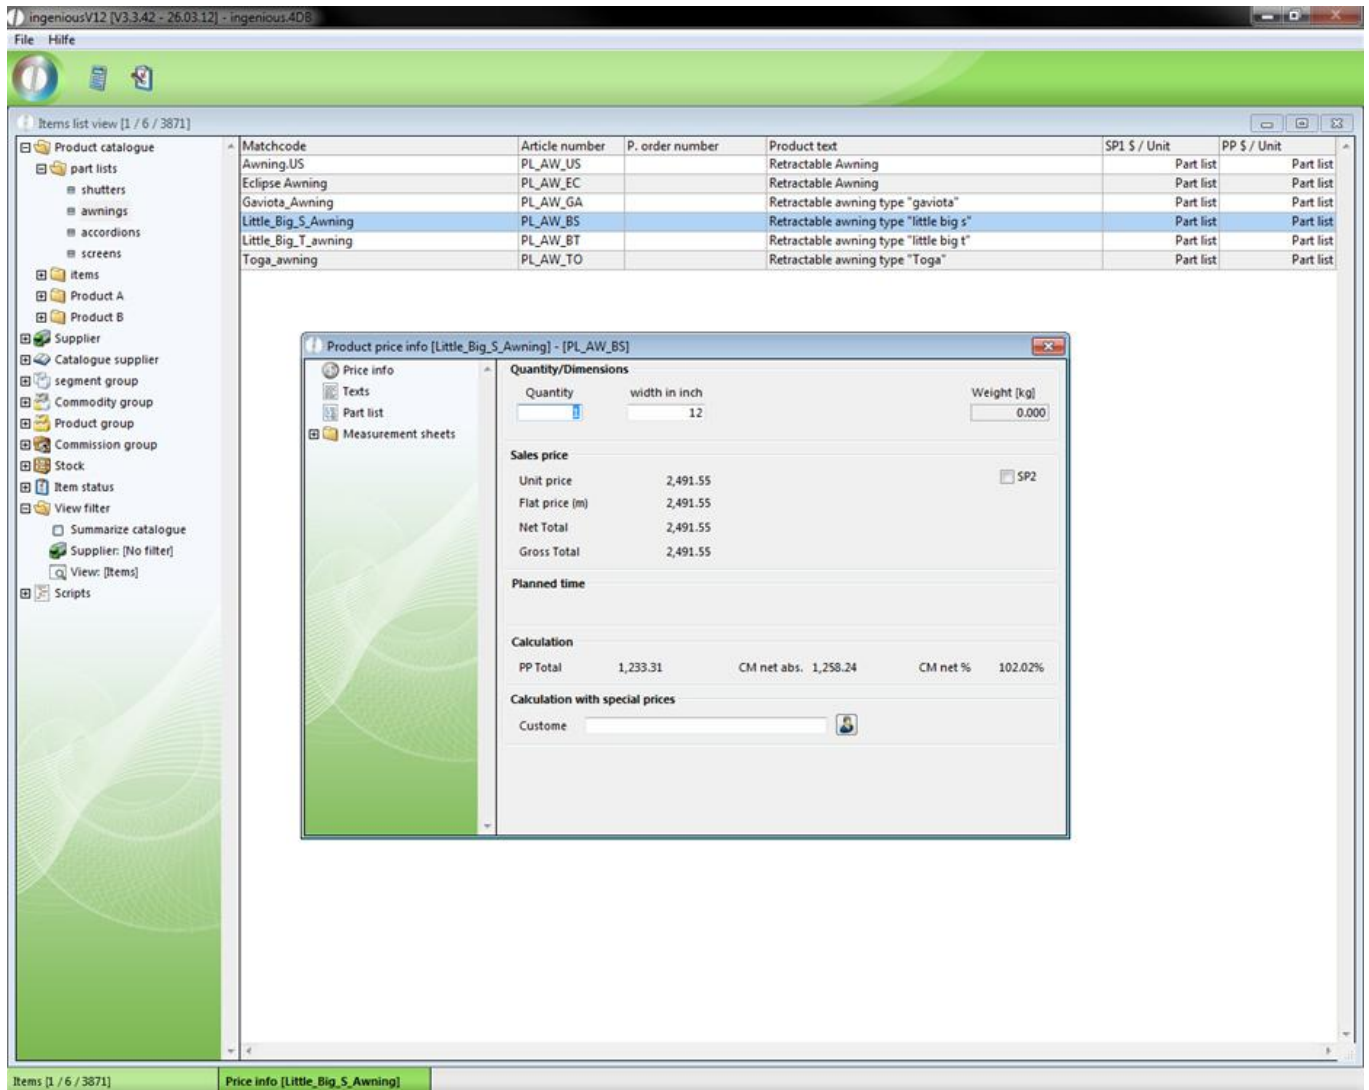 ingeniousV12 [V3.3.42 - 26.03.12] - ingenious.4DB
File Hilfe
Items list view [1 / 6 / 3871]
Product catalogue
part lists
shutters
awnings
accordions
screens
items
Product A
Product B
Supplier
Catalogue supplier
segment group
Commodity group
Product group
Commission group
Stock
Item status
View filter
Summarize catalogue
Supplier: [No filter]
View: [Items]
Scripts
Matchcode Article number P. order number Product text SP1 $ / Unit PP $ / Unit
Awning.US PL_AW_US Retractable Awning Part list Part list
Eclipse Awning PL_AW_EC Retractable Awning Part list Part list
Gaviota_Awning PL_AW_GA Retractable awning type "gaviota" Part list Part list
Little_Big_S_Awning PL_AW_BS Retractable awning type "little big s" Part list Part list
Little_Big_T_awning PL_AW_BT Retractable awning type "little big t" Part list Part list
Toga_awning PL_AW_TO Retractable awning type "Toga" Part list Part list
Product price info [Little_Big_S_Awning] - [PL_AW_BS]
Price info
Texts
Part list
Measurement sheets
Quantity/Dimensions
Quantity width in inch Weight [kg]
1 12 0.000
Sales price
Unit price 2,491.55 SP2
Flat price (m) 2,491.55
Net Total 2,491.55
Gross Total 2,491.55
Planned time
Calculation
PP Total 1,233.31 CM net abs. 1,258.24 CM net % 102.02%
Calculation with special prices
Custome
Items [1 / 6 / 3871] Price info [Little_Big_S_Awning]